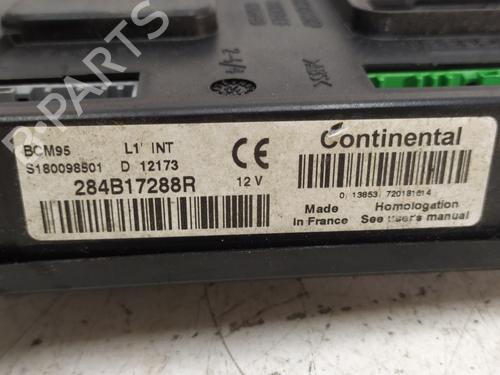 BCM95 L1' INT
S180098501 D 12173
284B17288R
CE
12 V
Continental
0 13853 720181614
Made
in France
Homologation
See user's manual
B-PARTS